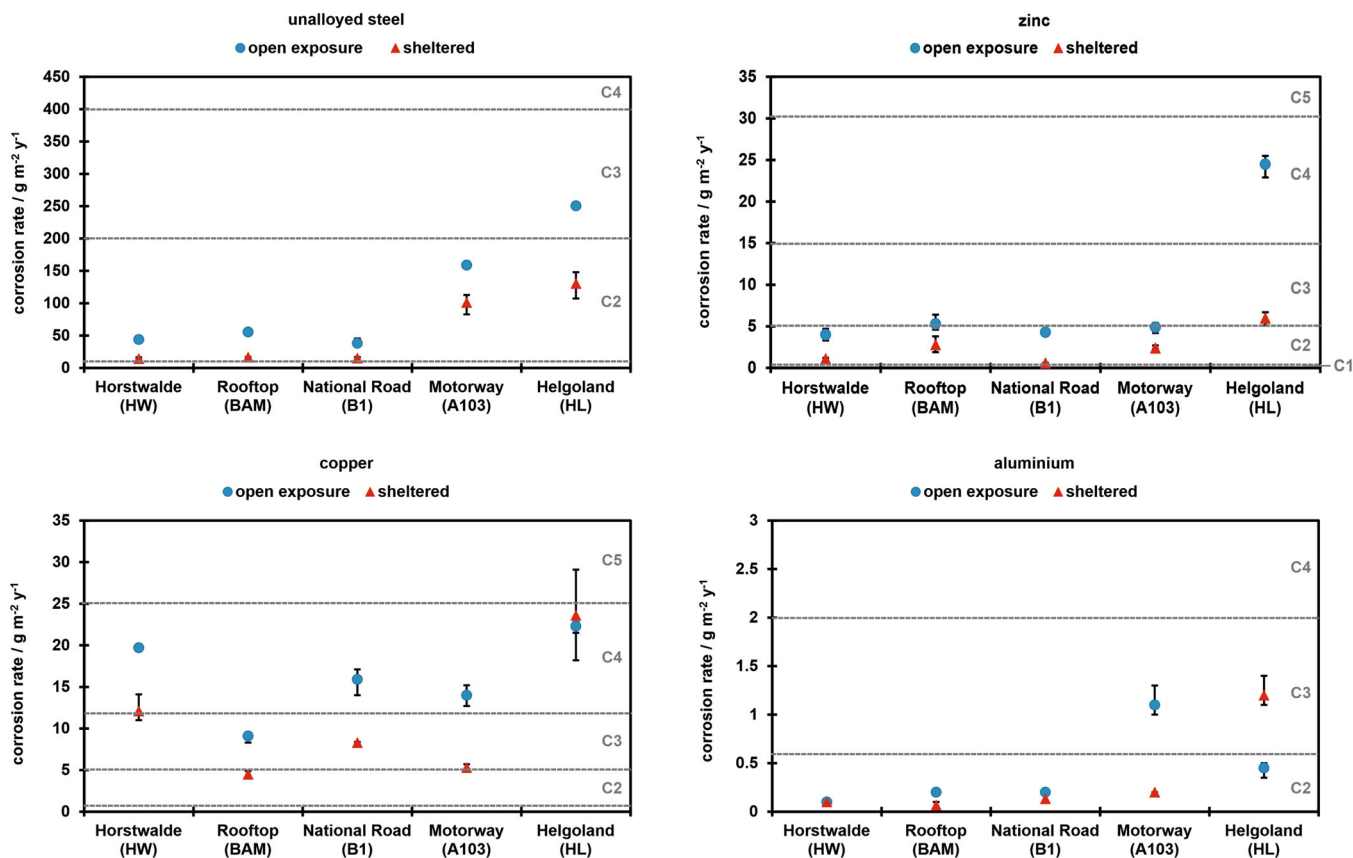 unalloyed steel
open exposure sheltered
corrosion rate / g m⁻² y⁻¹
450
400
350
300
250
200
150
100
50
0
C4
C3
C2
Horstwalde Rooftop National Road Motorway Helgoland
(HW) (BAM) (B1) (A103) (HL)
zinc
open exposure sheltered
corrosion rate / g m⁻² y⁻¹
35
30
25
20
15
10
5
0
C5
C4
C3
C2
C1
Horstwalde Rooftop National Road Motorway Helgoland
(HW) (BAM) (B1) (A103) (HL)
copper
open exposure sheltered
corrosion rate / g m⁻² y⁻¹
35
30
25
20
15
10
5
0
C5
C4
C3
C2
Horstwalde Rooftop National Road Motorway Helgoland
(HW) (BAM) (B1) (A103) (HL)
aluminium
open exposure sheltered
corrosion rate / g m⁻² y⁻¹
3
2.5
2
1.5
1
0.5
0
C4
C3
C2
Horstwalde Rooftop National Road Motorway Helgoland
(HW) (BAM) (B1) (A103) (HL)